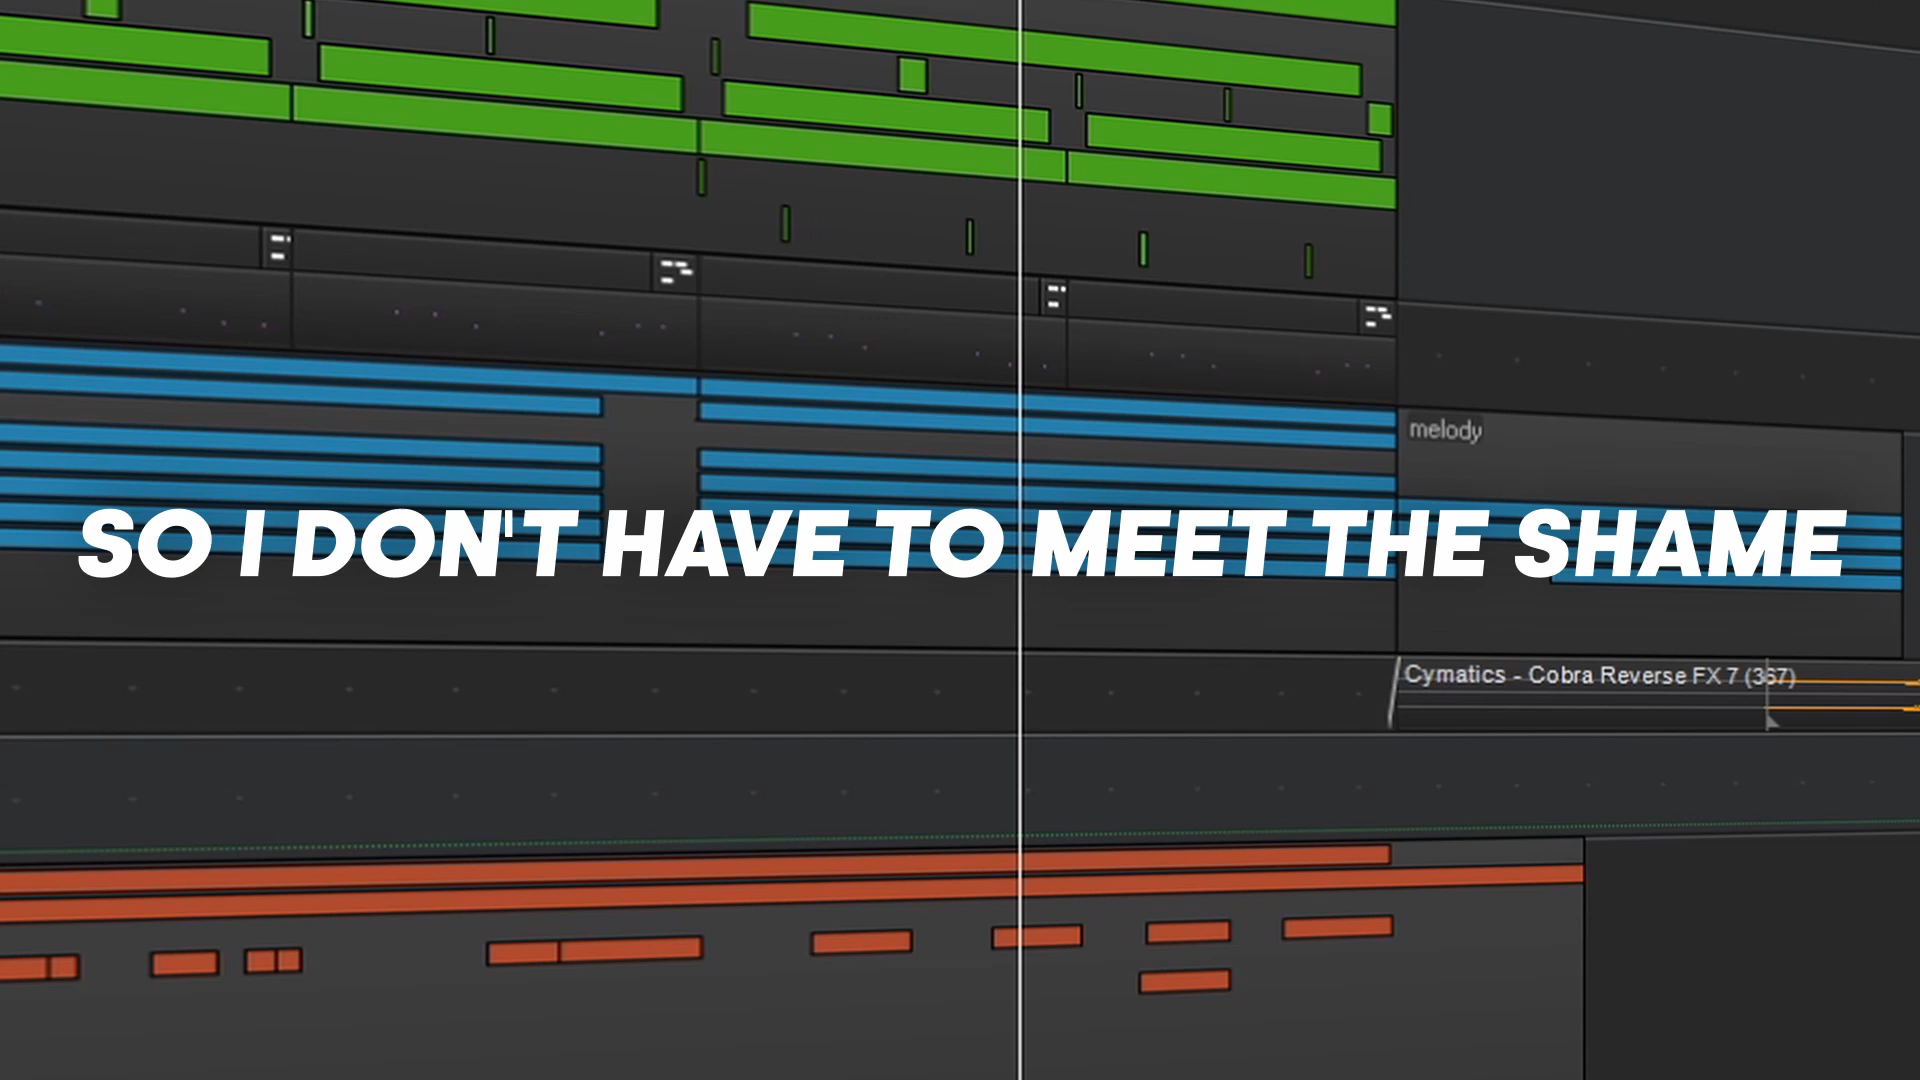 melody
SO I DON'T HAVE TO MEET THE SHAME
Cymatics - Cobra Reverse FX 7 (367)